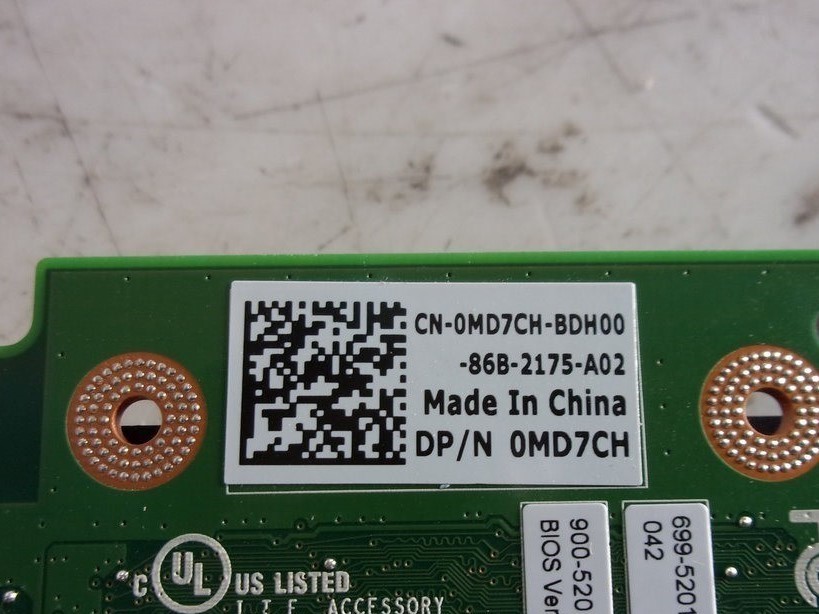 CN-0MD7CH-BDH00
-86B-2175-A02
Made In China
DP/N 0MD7CH
C UL US LISTED
I.T.E. ACCESSORY
900-520
BIOS Ver
699-5201
042